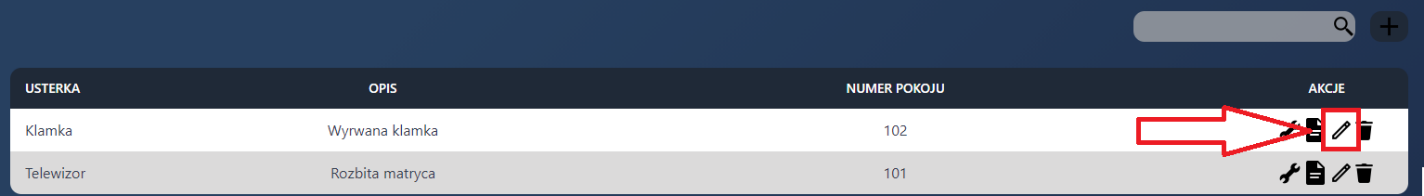 USTERKA OPIS NUMER POKOJU AKCJE
Klamka Wyrwana klamka 102
Telewizor Rozbita matryca 101